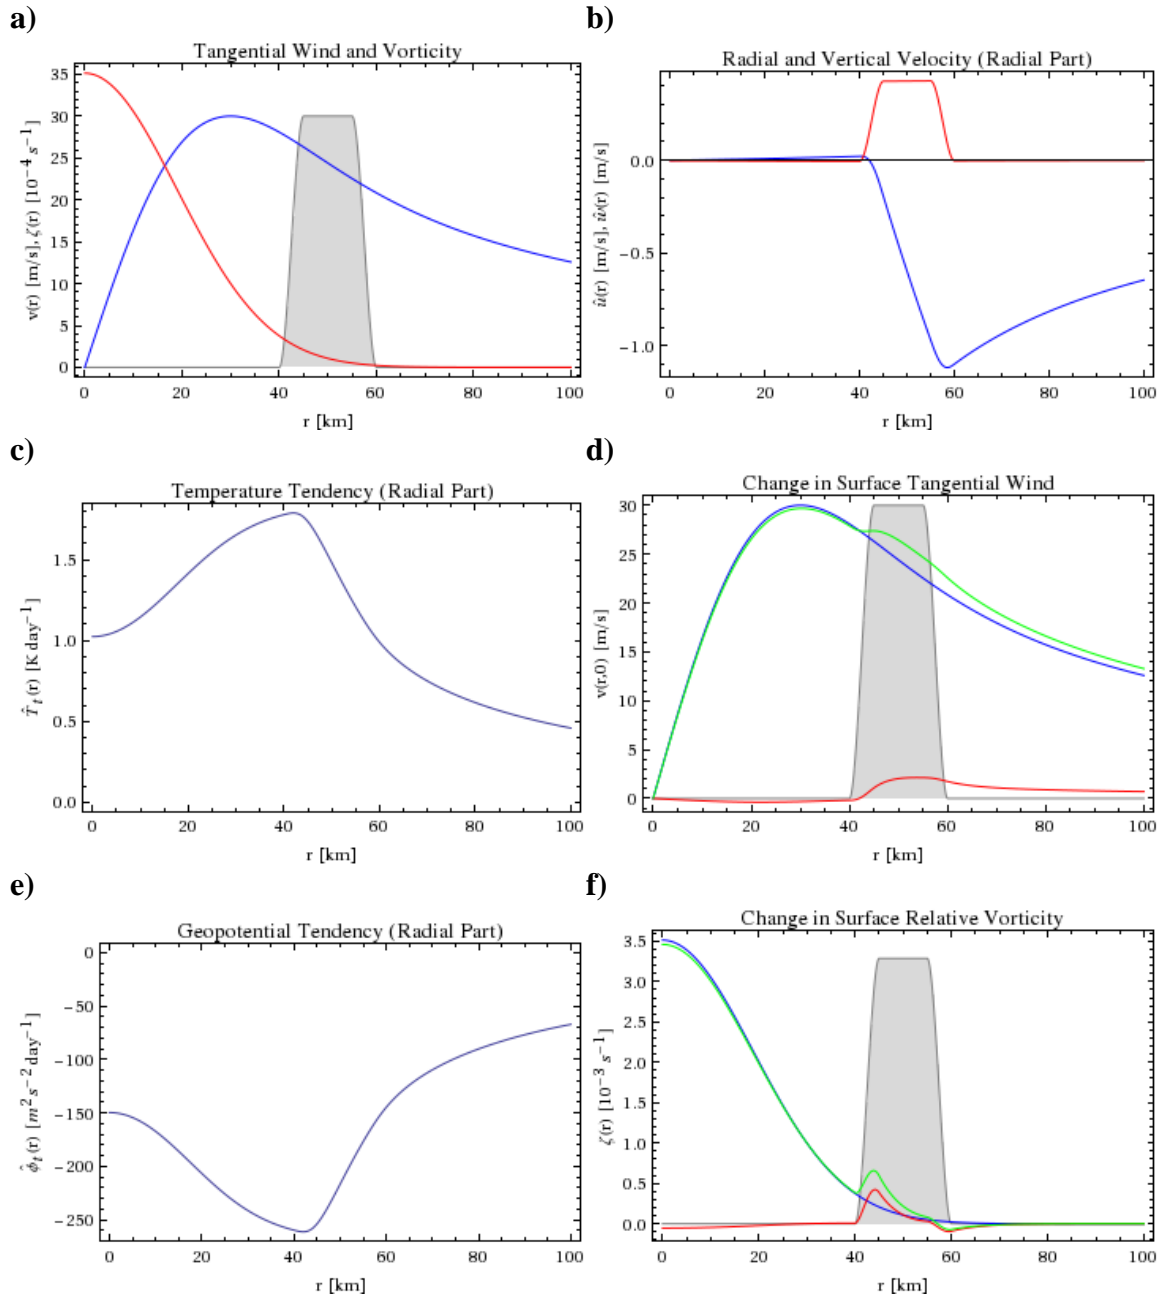 a)
Tangential Wind and Vorticity
v(r) [m/s], ζ(r) [10⁻⁴ s⁻¹]
35
30
25
20
15
10
5
0
0 20 40 60 80 100
r [km]
b)
Radial and Vertical Velocity (Radial Part)
û(r) [m/s], ŵ(r) [m/s]
0.0
−0.5
−1.0
0 20 40 60 80 100
r [km]
c)
Temperature Tendency (Radial Part)
T̂ₜ(r) [K day⁻¹]
1.5
1.0
0.5
0.0
0 20 40 60 80 100
r [km]
d)
Change in Surface Tangential Wind
v(r,0) [m/s]
30
25
20
15
10
5
0
0 20 40 60 80 100
r [km]
e)
Geopotential Tendency (Radial Part)
ϕ̂ₜ(r) [m² s⁻² day⁻¹]
0
−50
−100
−150
−200
−250
0 20 40 60 80 100
r [km]
f)
Change in Surface Relative Vorticity
ζ(r) [10⁻³ s⁻¹]
3.5
3.0
2.5
2.0
1.5
1.0
0.5
0.0
0 20 40 60 80 100
r [km]